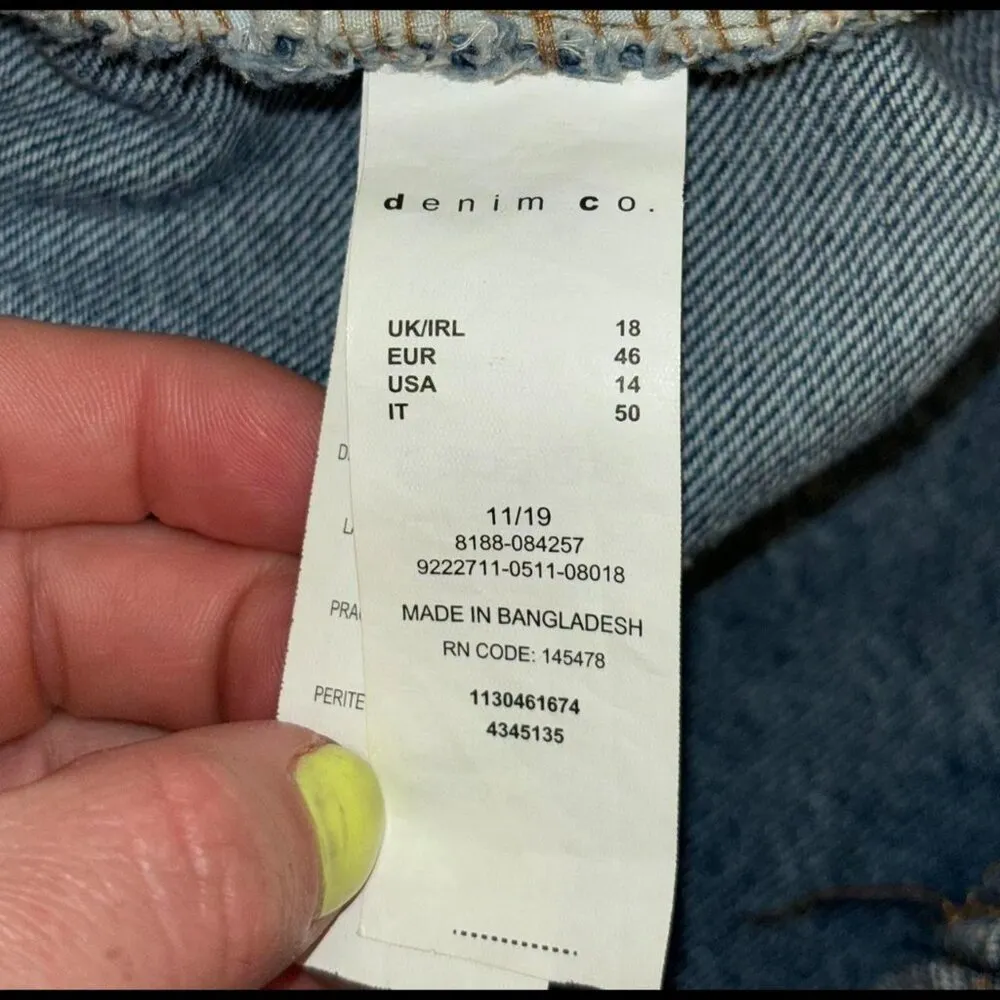 denim co.
UK/IRL 18
EUR 46
USA 14
IT 50
11/19
8188-084257
9222711-0511-08018
MADE IN BANGLADESH
RN CODE: 145478
1130461674
4345135
PERITE